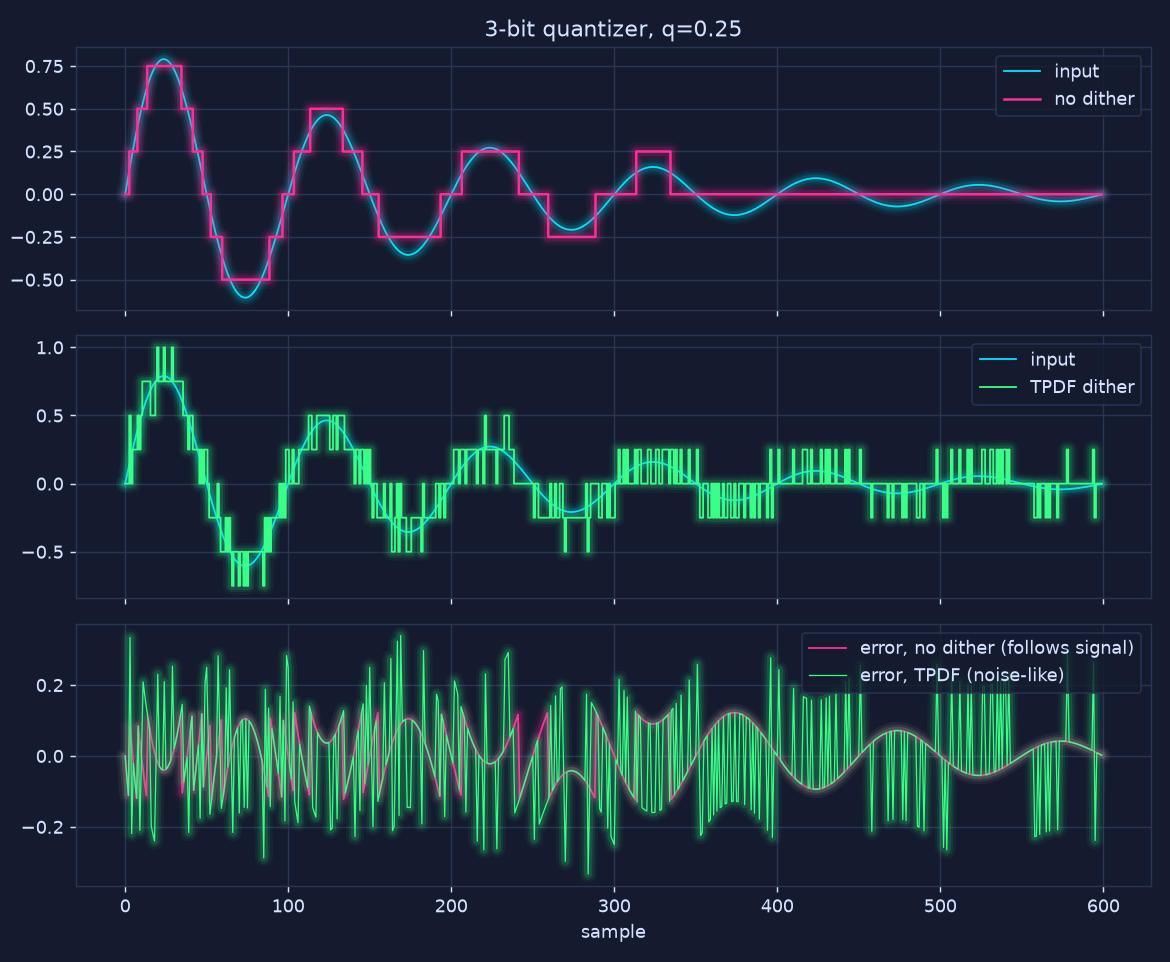 3-bit quantizer, q=0.25
0.75
0.50
0.25
0.00
−0.25
−0.50
input
no dither
1.0
0.5
0.0
−0.5
input
TPDF dither
0.2
0.0
−0.2
error, no dither (follows signal)
error, TPDF (noise-like)
0 100 200 300 400 500 600
sample